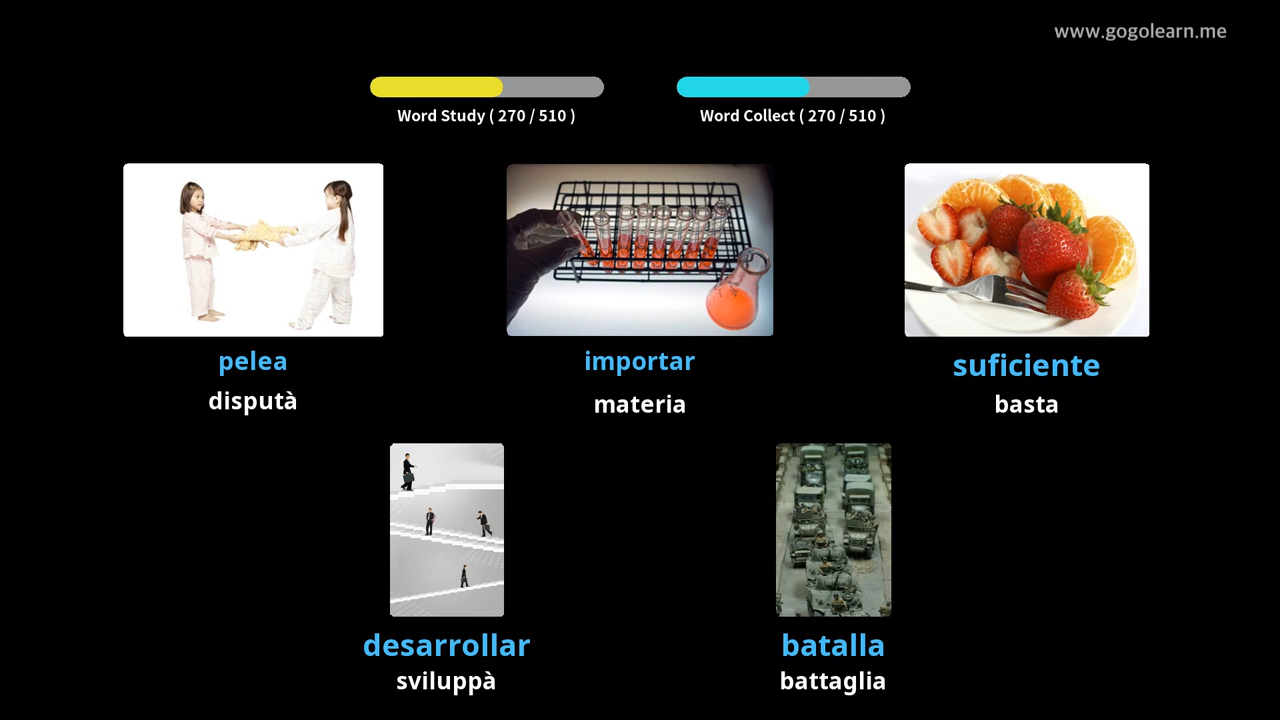 www.gogolearn.me
Word Study ( 270 / 510 )
Word Collect ( 270 / 510 )
pelea
disputà
importar
materia
suficiente
basta
desarrollar
sviluppà
batalla
battaglia